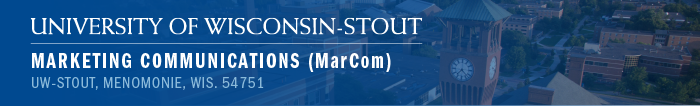 UNIVERSITY OF WISCONSIN-STOUT
MARKETING COMMUNICATIONS (MarCom)
UW-STOUT, MENOMONIE, WIS. 54751